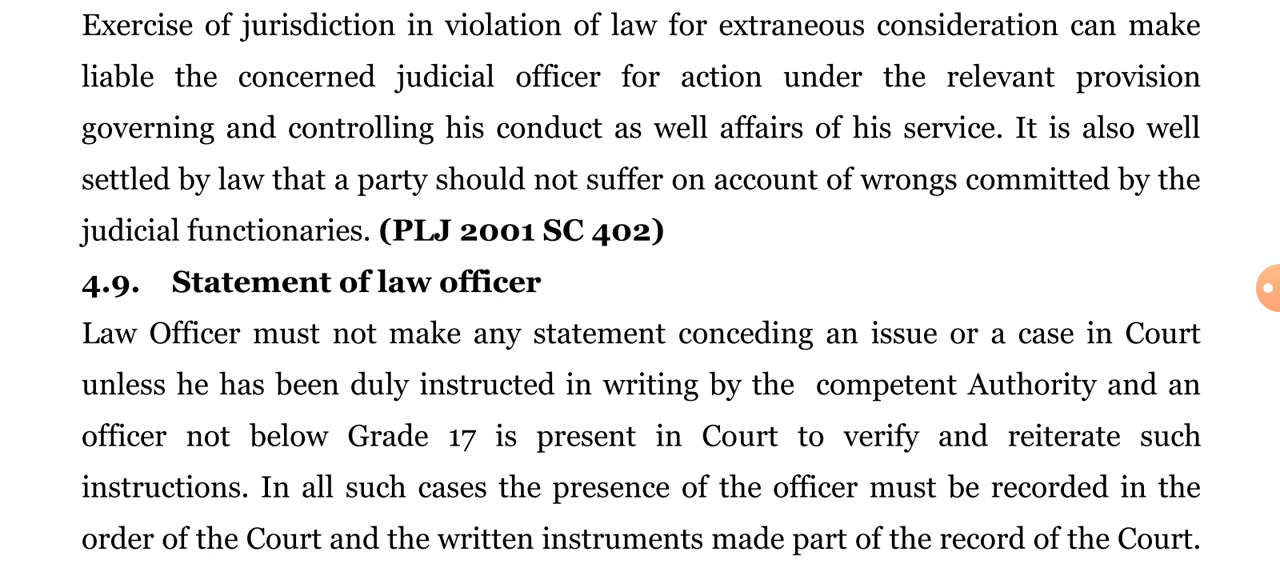 Exercise of jurisdiction in violation of law for extraneous consideration can make
liable the concerned judicial officer for action under the relevant provision
governing and controlling his conduct as well affairs of his service. It is also well
settled by law that a party should not suffer on account of wrongs committed by the
judicial functionaries. (PLJ 2001 SC 402)
4.9. Statement of law officer
Law Officer must not make any statement conceding an issue or a case in Court
unless he has been duly instructed in writing by the competent Authority and an
officer not below Grade 17 is present in Court to verify and reiterate such
instructions. In all such cases the presence of the officer must be recorded in the
order of the Court and the written instruments made part of the record of the Court.